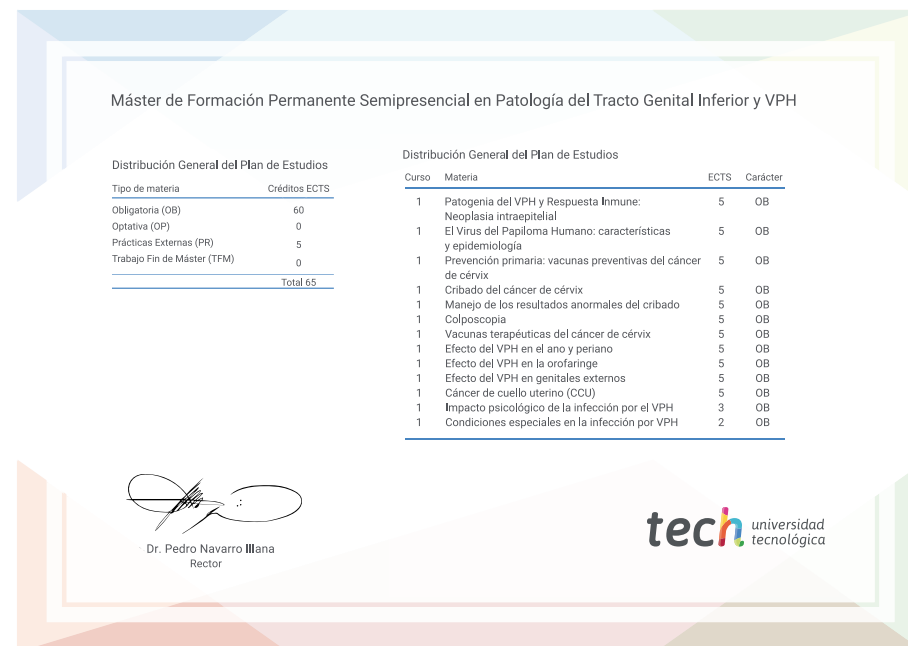 Máster de Formación Permanente Semipresencial en Patología del Tracto Genital Inferior y VPH
Distribución General del Plan de Estudios
Tipo de materia Créditos ECTS
Obligatoria (OB) 60
Optativa (OP) 0
Prácticas Externas (PR) 5
Trabajo Fin de Máster (TFM) 0
Total 65
Distribución General del Plan de Estudios
Curso Materia ECTS Carácter
1 Patogenia del VPH y Respuesta Inmune: 5 OB
Neoplasia intraepitelial
1 El Virus del Papiloma Humano: características 5 OB
y epidemiología
1 Prevención primaria: vacunas preventivas del cáncer 5 OB
de cérvix
1 Cribado del cáncer de cérvix 5 OB
1 Manejo de los resultados anormales del cribado 5 OB
1 Colposcopia 5 OB
1 Vacunas terapéuticas del cáncer de cérvix 5 OB
1 Efecto del VPH en el ano y periano 5 OB
1 Efecto del VPH en la orofaringe 5 OB
1 Efecto del VPH en genitales externos 5 OB
1 Cáncer de cuello uterino (CCU) 5 OB
1 Impacto psicológico de la infección por el VPH 3 OB
1 Condiciones especiales en la infección por VPH 2 OB
Dr. Pedro Navarro Illana
Rector
tech universidad
tecnológica